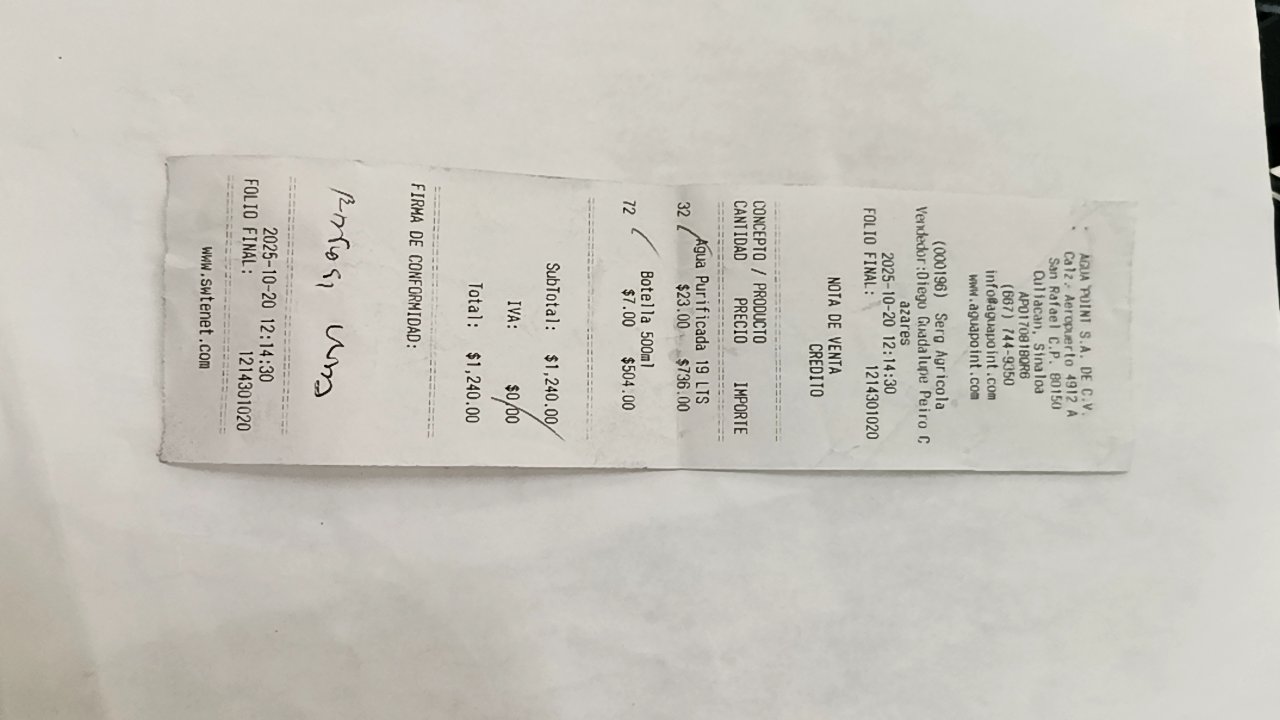 AGUA POINT S.A. DE C.V.
Calz. Aeropuerto 4912 A
San Rafael C.P. 80150
Culiacan, Sinaloa
APO170818QR6
(667) 744-9350
info@aguapoint.com
www.aguapoint.com
(000196) Serg Agricola
Vendedor:Diego Guadalupe Peiro C
azares
2025-10-20 12:14:30
FOLIO FINAL: 1214301020
NOTA DE VENTA
CREDITO
CONCEPTO / PRODUCTO
CANTIDAD PRECIO IMPORTE
Agua Purificada 19 LTS
32 $23.00 $736.00
Botella 500ml
72 $7.00 $504.00
SubTotal: $1,240.00
IVA: $0.00
Total: $1,240.00
FIRMA DE CONFORMIDAD:
2025-10-20 12:14:30
FOLIO FINAL: 1214301020
www.swtenet.com